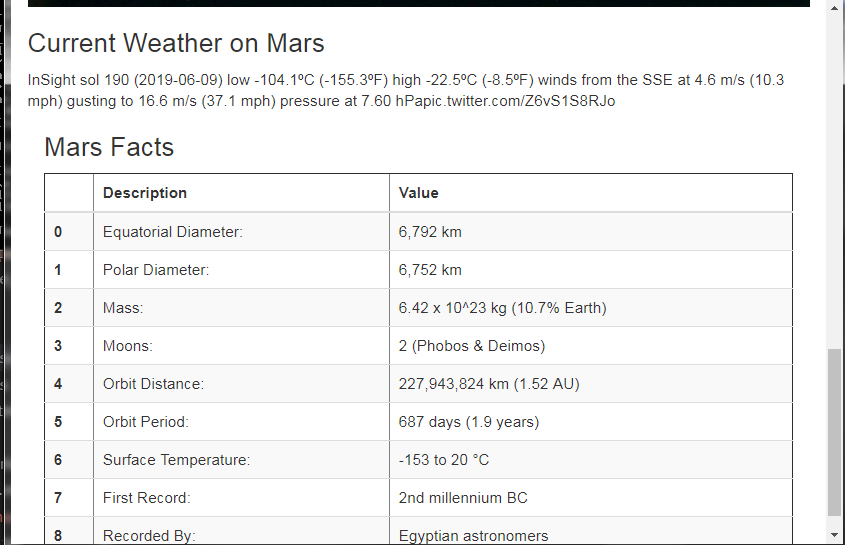 Current Weather on Mars
InSight sol 190 (2019-06-09) low -104.1ºC (-155.3ºF) high -22.5ºC (-8.5ºF) winds from the SSE at 4.6 m/s (10.3
mph) gusting to 16.6 m/s (37.1 mph) pressure at 7.60 hPapic.twitter.com/Z6vS1S8RJo
Mars Facts
Description Value
0 Equatorial Diameter: 6,792 km
1 Polar Diameter: 6,752 km
2 Mass: 6.42 x 10^23 kg (10.7% Earth)
3 Moons: 2 (Phobos & Deimos)
4 Orbit Distance: 227,943,824 km (1.52 AU)
5 Orbit Period: 687 days (1.9 years)
6 Surface Temperature: -153 to 20 °C
7 First Record: 2nd millennium BC
8 Recorded By: Egyptian astronomers